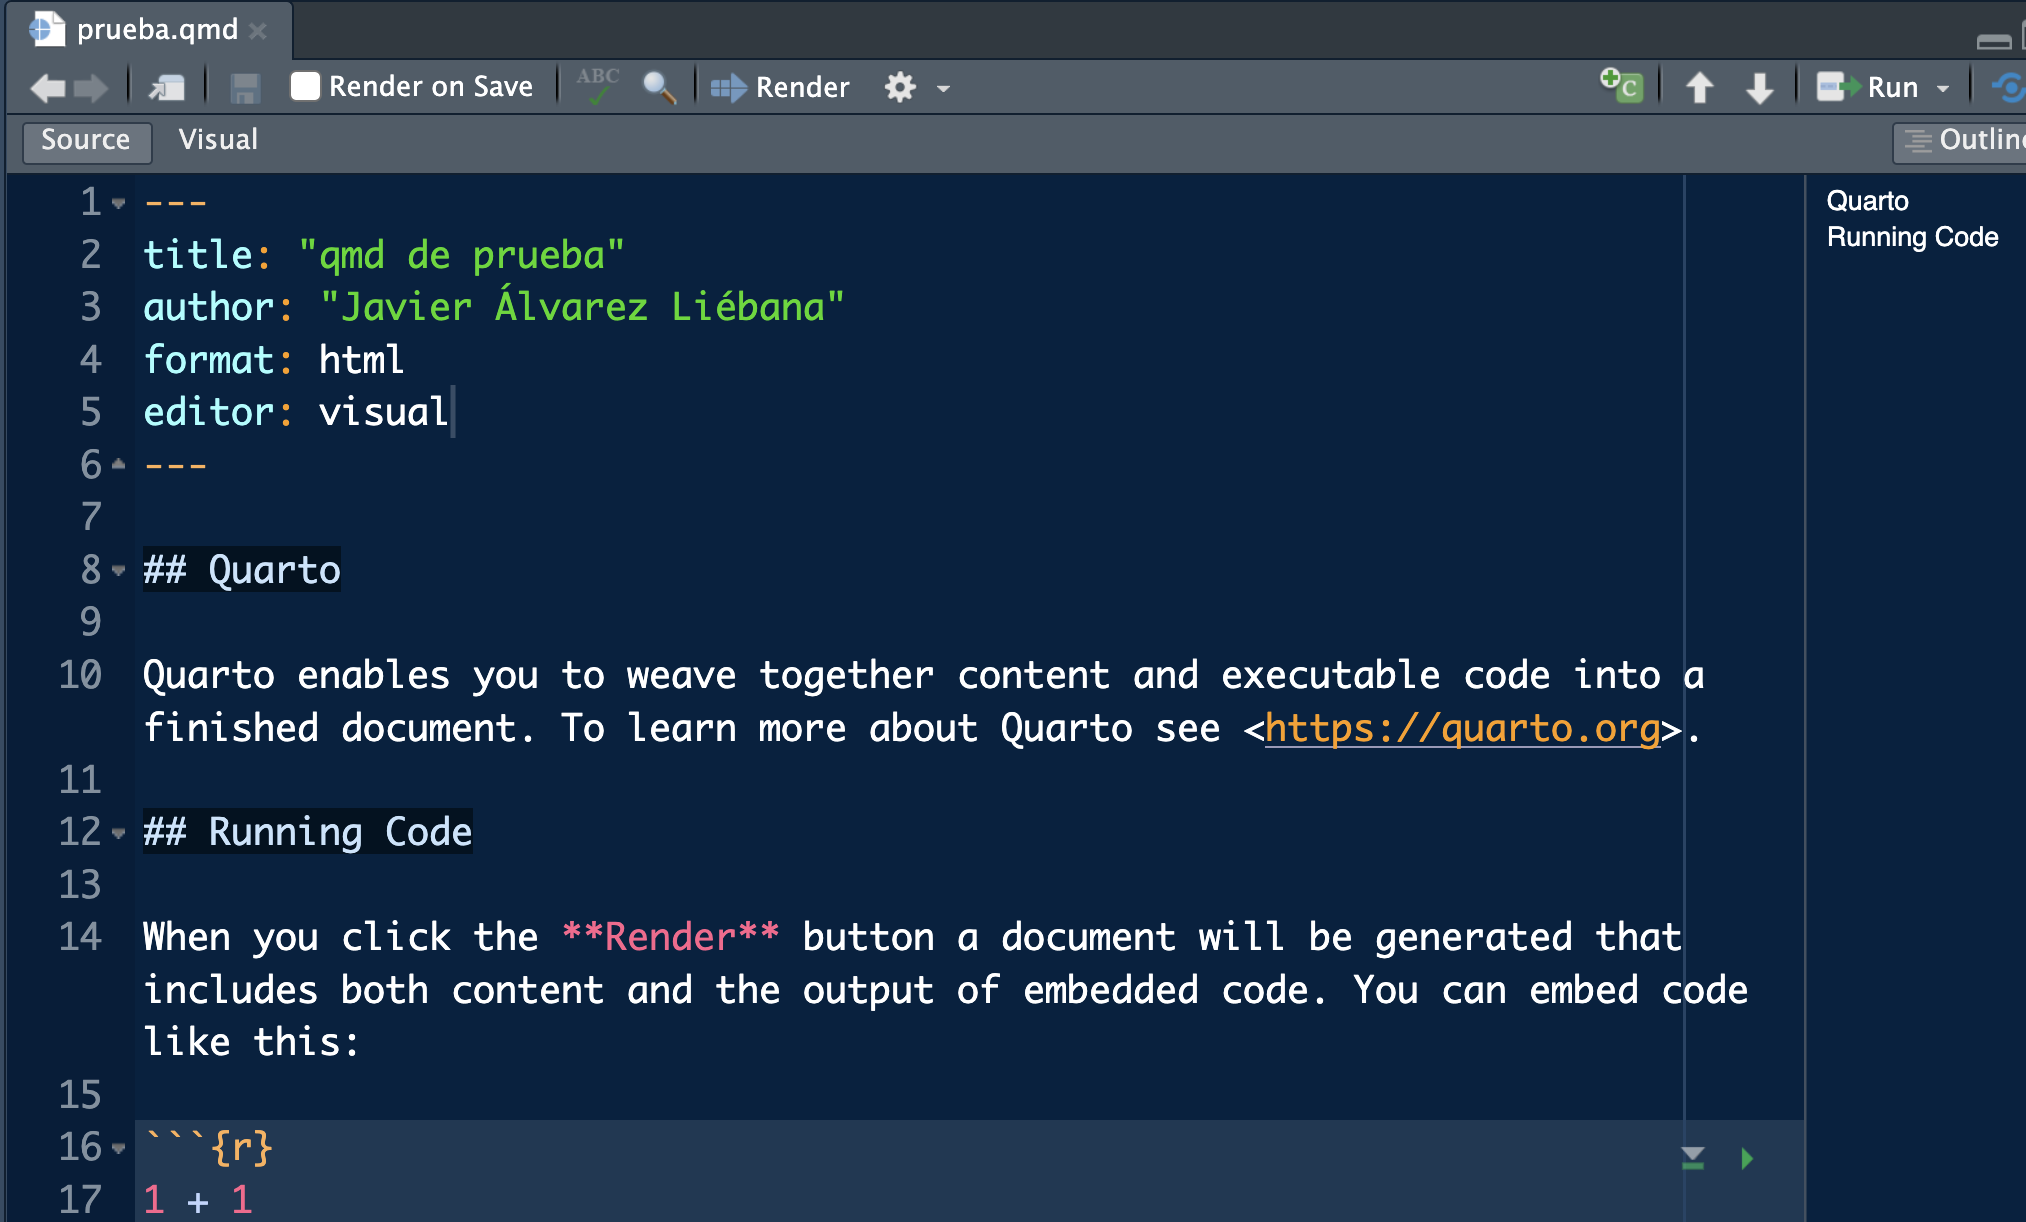 prueba.qmd
Render on Save
ABC
Render
C
Run
Source
Visual
Outline
Quarto
Running Code
1 ---
2 title: "qmd de prueba"
3 author: "Javier Álvarez Liébana"
4 format: html
5 editor: visual
6 ---
7
8 ## Quarto
9
10 Quarto enables you to weave together content and executable code into a
finished document. To learn more about Quarto see <https://quarto.org>.
11
12 ## Running Code
13
14 When you click the **Render** button a document will be generated that
includes both content and the output of embedded code. You can embed code
like this:
15
16 ```{r}
17 1 + 1